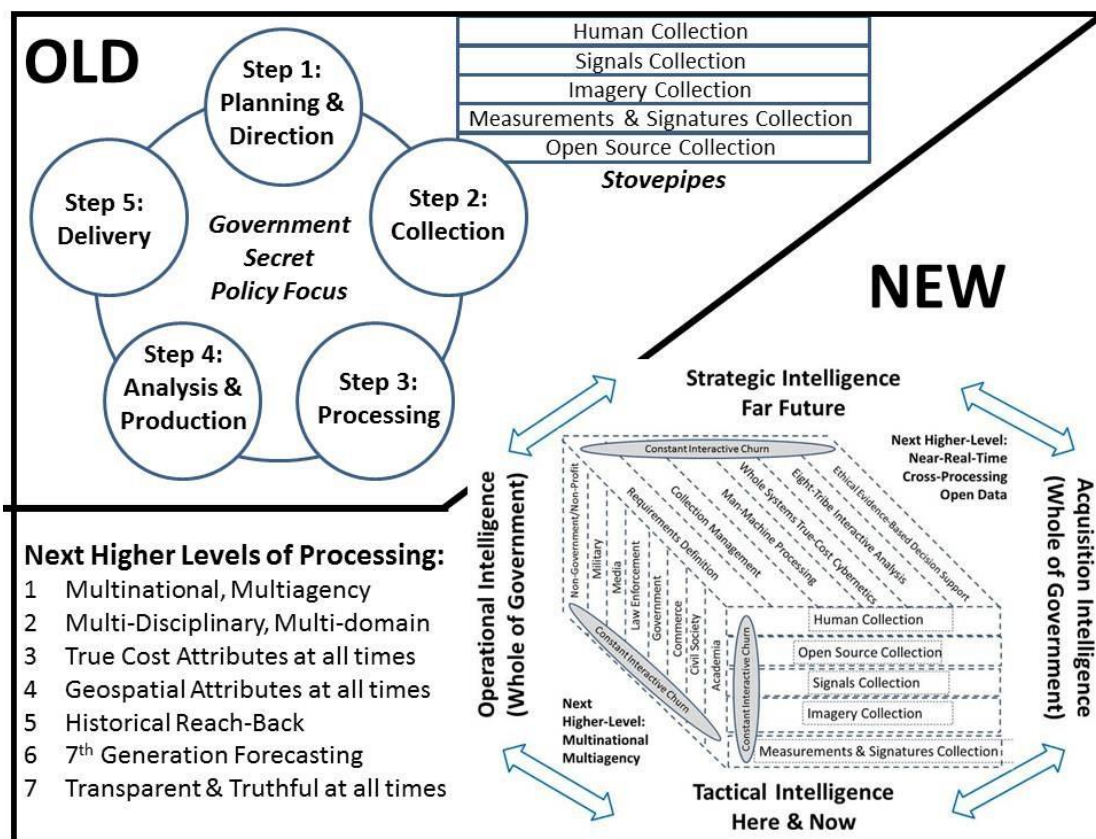 OLD
Step 1:
Planning &
Direction
Step 2:
Collection
Step 3:
Processing
Step 4:
Analysis &
Production
Step 5:
Delivery
Government
Secret
Policy Focus
Human Collection
Signals Collection
Imagery Collection
Measurements & Signatures Collection
Open Source Collection
Stovepipes
NEW
Strategic Intelligence
Far Future
Operational Intelligence
(Whole of Government)
Acquisition Intelligence
(Whole of Government)
Next Higher-Level:
Near-Real-Time
Cross-Processing
Open Data
Constant Interactive Churn
Requirements Definition
Collection Management
Man-Machine Processing
Whole Systems True-Cost Cybernetics
Eight-Tribe Interactive Analysis
Ethical Evidence-Based Decision Support
Non-Government/Non-Profit
Military
Media
Law Enforcement
Government
Commerce
Civil Society
Academia
Constant Interactive Churn
Constant Interactive Churn
Human Collection
Open Source Collection
Signals Collection
Imagery Collection
Measurements & Signatures Collection
Next
Higher-Level:
Multinational
Multiagency
Tactical Intelligence
Here & Now
Next Higher Levels of Processing:
1 Multinational, Multiagency
2 Multi-Disciplinary, Multi-domain
3 True Cost Attributes at all times
4 Geospatial Attributes at all times
5 Historical Reach-Back
6 7th Generation Forecasting
7 Transparent & Truthful at all times